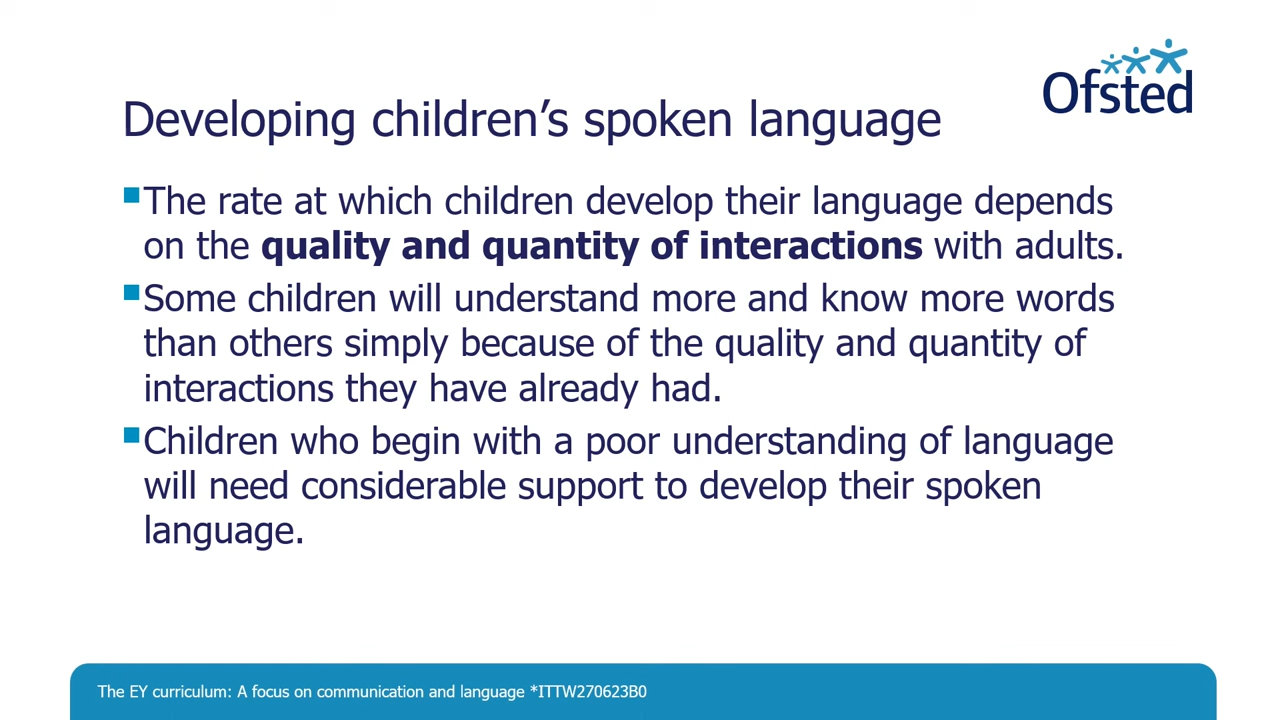 Ofsted
Developing children’s spoken language
The rate at which children develop their language depends
on the quality and quantity of interactions with adults.
Some children will understand more and know more words
than others simply because of the quality and quantity of
interactions they have already had.
Children who begin with a poor understanding of language
will need considerable support to develop their spoken
language.
The EY curriculum: A focus on communication and language *ITTW270623B0